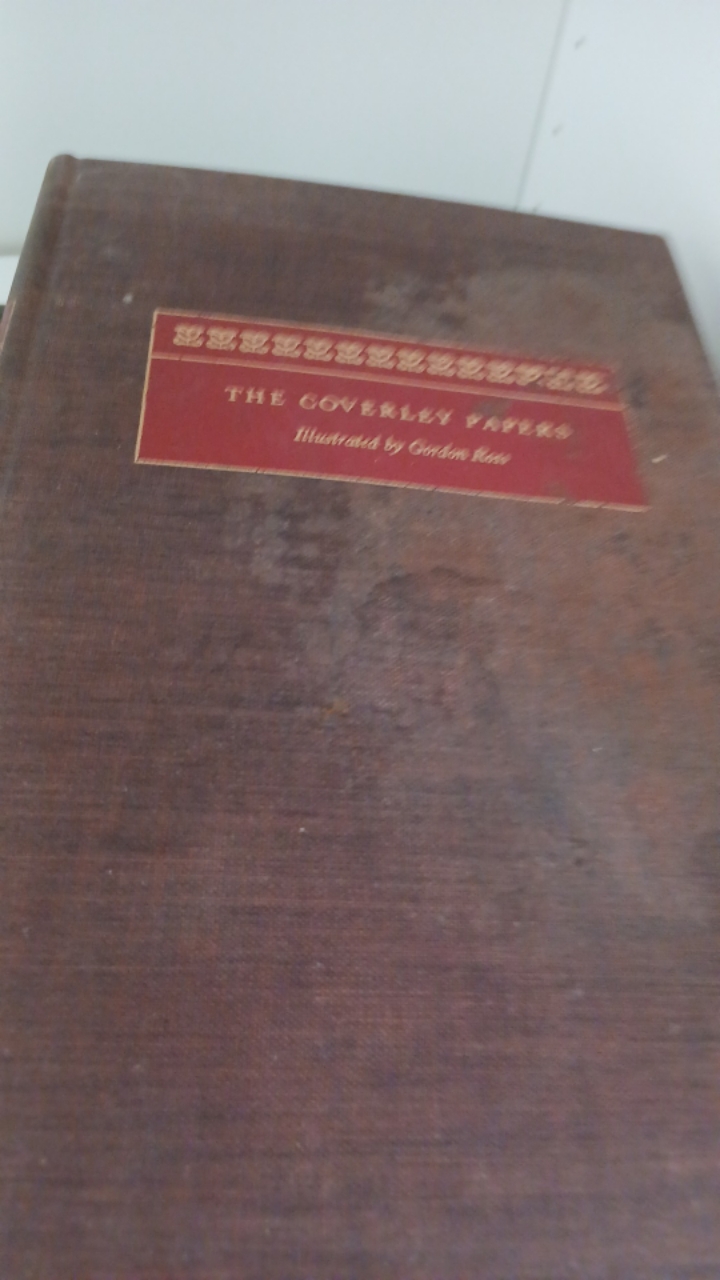 THE COVERLEY PAPERS
Illustrated by Gordon Ross